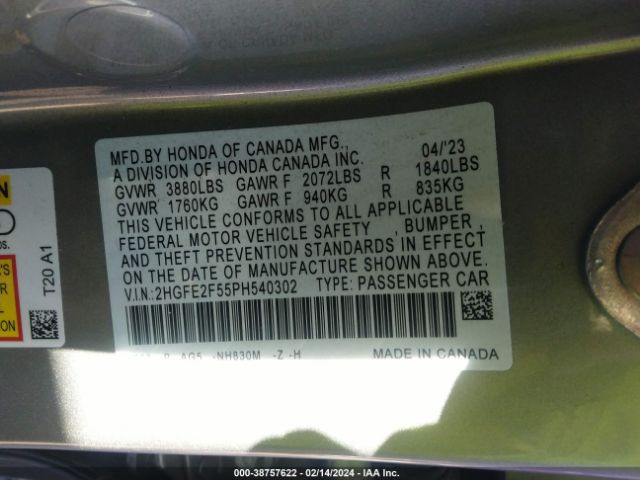 MFD.BY HONDA OF CANADA MFG., 04/'23
A DIVISION OF HONDA CANADA INC.
GVWR 3880LBS GAWR F 2072LBS R 1840LBS
GVWR 1760KG GAWR F 940KG R 835KG
THIS VEHICLE CONFORMS TO ALL APPLICABLE
FEDERAL MOTOR VEHICLE SAFETY , BUMPER ,
AND THEFT PREVENTION STANDARDS IN EFFECT
ON THE DATE OF MANUFACTURE SHOWN ABOVE.
V.I.N.:2HGFE2F55PH540302 TYPE: PASSENGER CAR
AG5 -NH830M -Z -H MADE IN CANADA
T20 A1
000-38757622 - 02/14/2024 - IAA Inc.